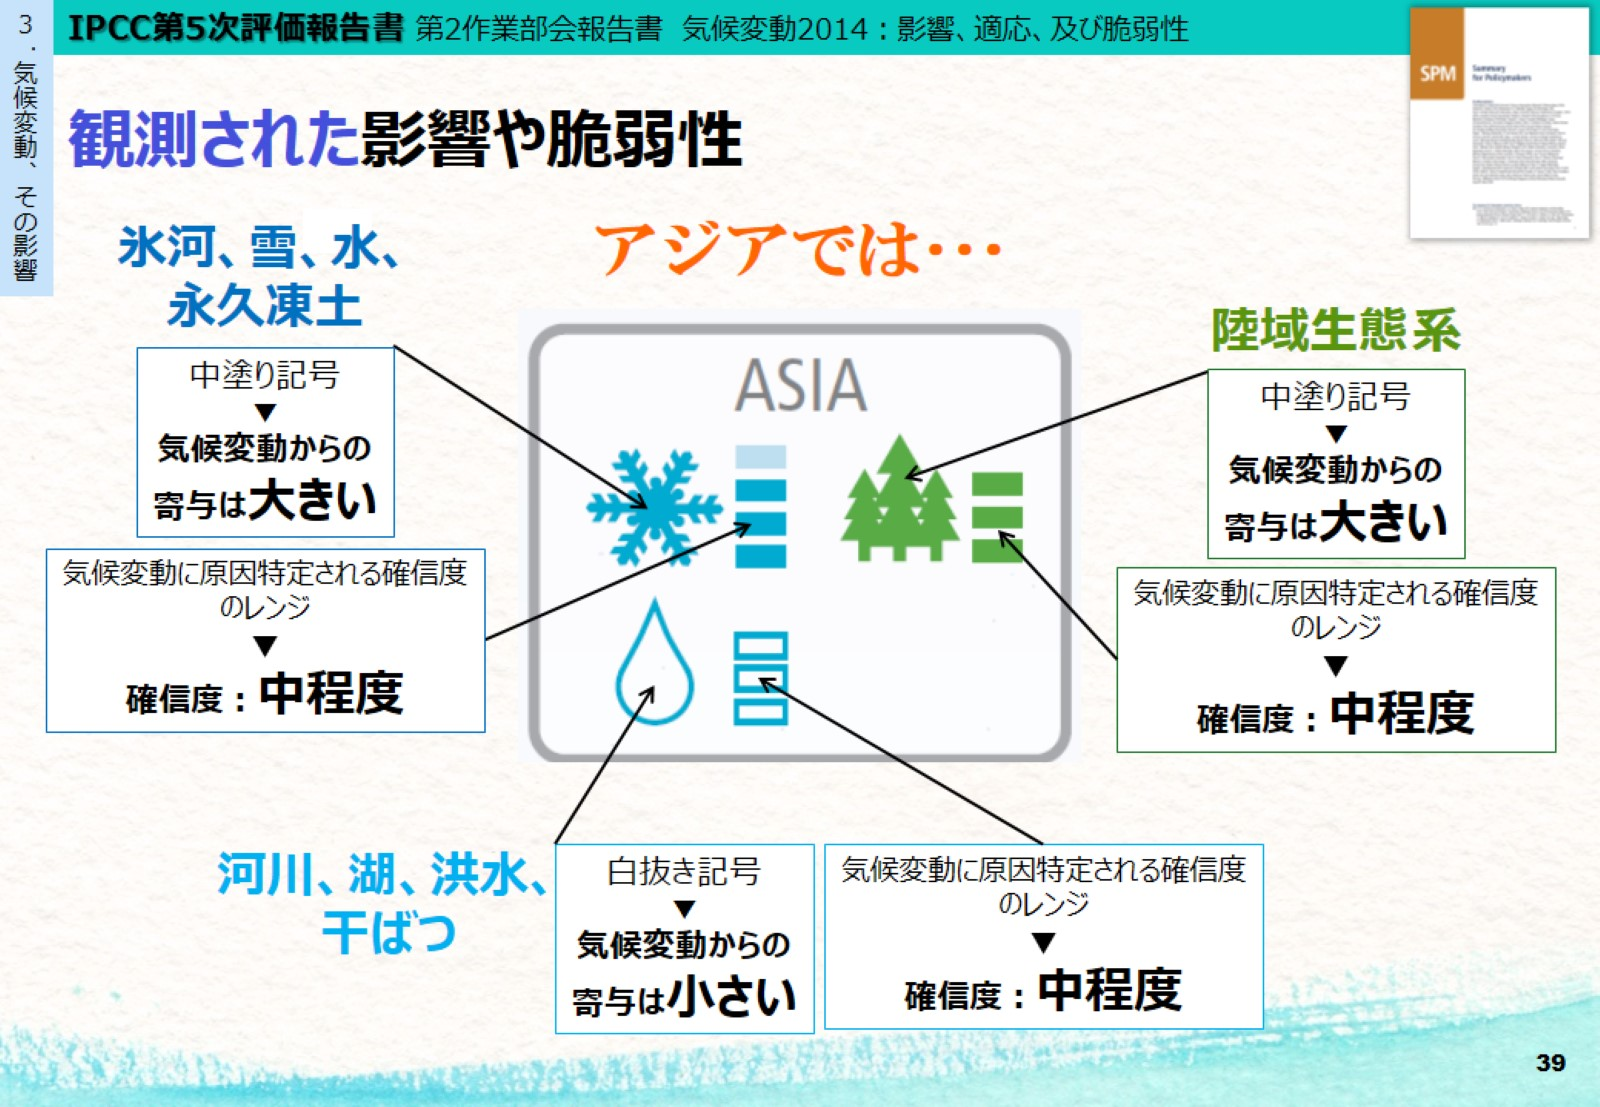 3．気候変動、その影響
IPCC第5次評価報告書 第2作業部会報告書 気候変動2014：影響、適応、及び脆弱性
SPM
Summary
for Policymakers
観測された影響や脆弱性
アジアでは・・・
氷河、雪、水、
永久凍土
中塗り記号
▼
気候変動からの
寄与は大きい
気候変動に原因特定される確信度
のレンジ
▼
確信度：中程度
ASIA
陸域生態系
中塗り記号
▼
気候変動からの
寄与は大きい
気候変動に原因特定される確信度
のレンジ
▼
確信度：中程度
河川、湖、洪水、
干ばつ
白抜き記号
▼
気候変動からの
寄与は小さい
気候変動に原因特定される確信度
のレンジ
▼
確信度：中程度
39